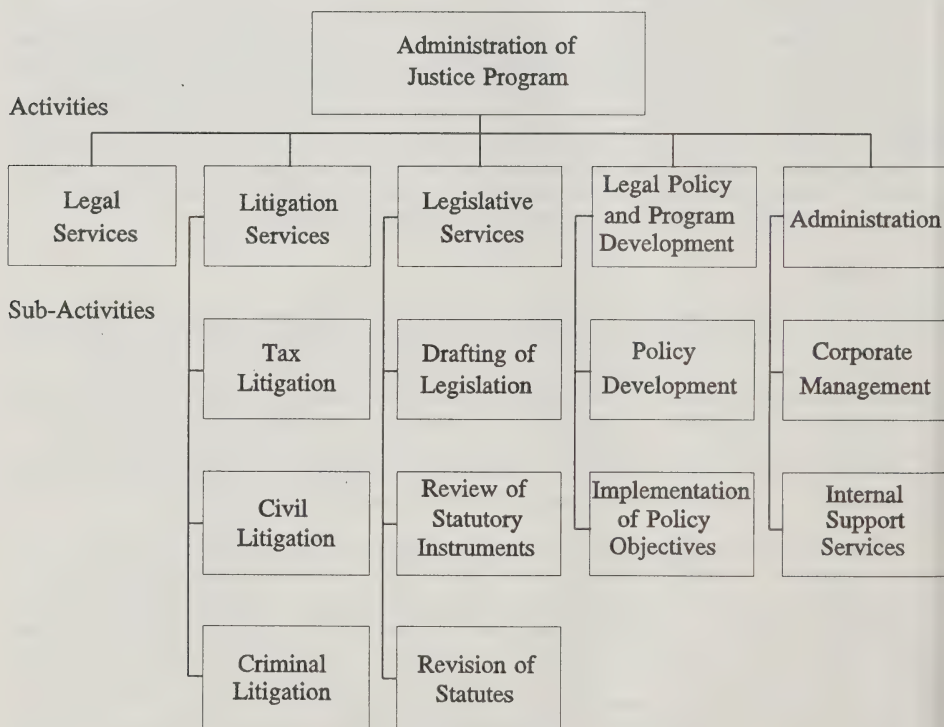 Administration of
Justice Program
Activities
Legal
Services
Litigation
Services
Legislative
Services
Legal Policy
and Program
Development
Administration
Sub-Activities
Tax
Litigation
Drafting of
Legislation
Policy
Development
Corporate
Management
Civil
Litigation
Review of
Statutory
Instruments
Implementation
of Policy
Objectives
Internal
Support
Services
Criminal
Litigation
Revision of
Statutes